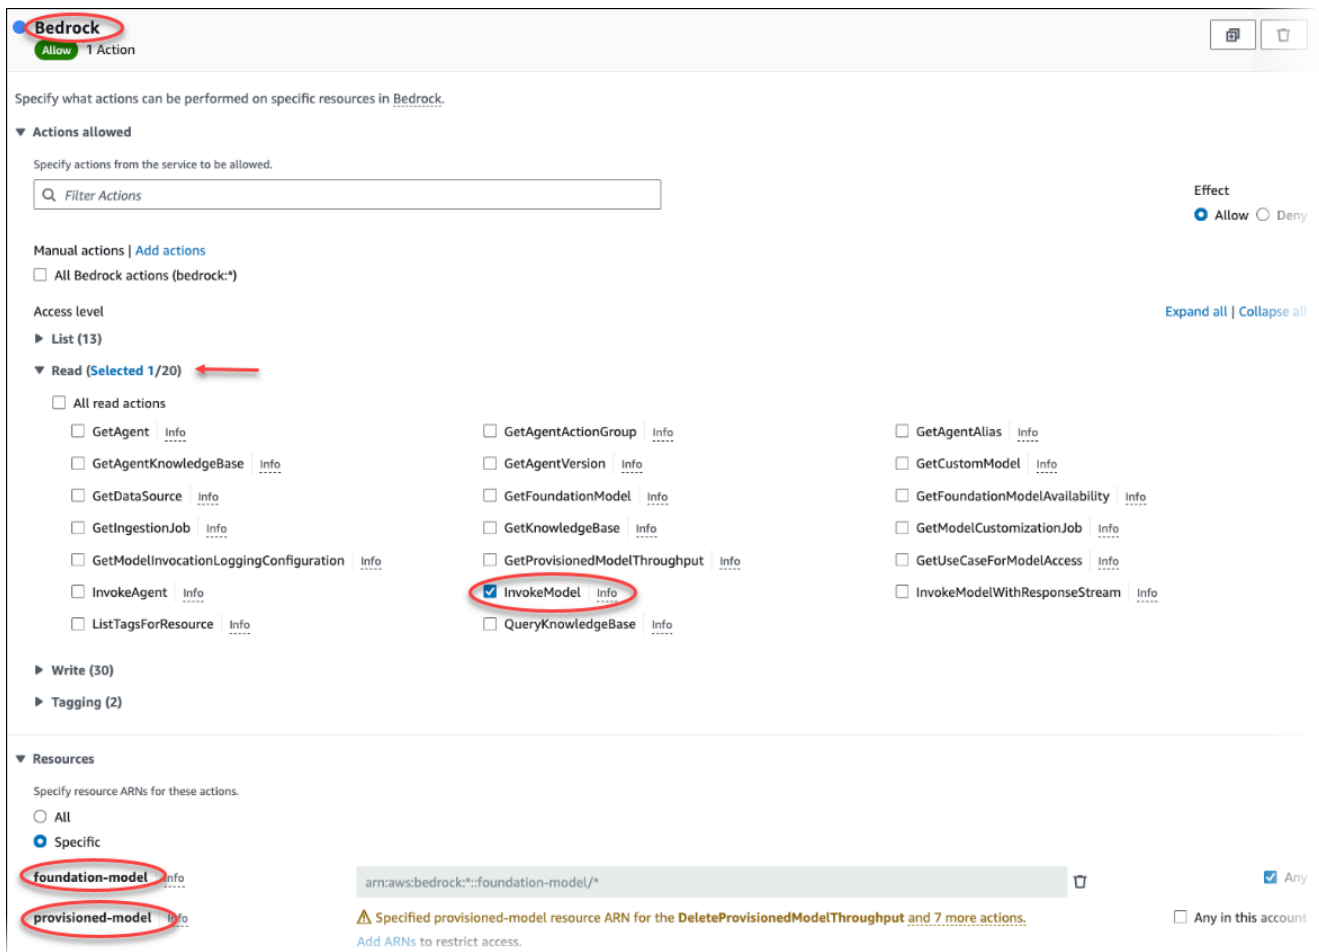 Bedrock
Allow 1 Action
Specify what actions can be performed on specific resources in Bedrock.
Actions allowed
Specify actions from the service to be allowed.
Filter Actions
Effect
Allow Deny
Manual actions | Add actions
All Bedrock actions (bedrock:*)
Access level
Expand all | Collapse all
List (13)
Read (Selected 1/20)
All read actions
GetAgent Info GetAgentActionGroup Info GetAgentAlias Info
GetAgentKnowledgeBase Info GetAgentVersion Info GetCustomModel Info
GetDataSource Info GetFoundationModel Info GetFoundationModelAvailability Info
GetIngestionJob Info GetKnowledgeBase Info GetModelCustomizationJob Info
GetModelInvocationLoggingConfiguration Info GetProvisionedModelThroughput Info GetUseCaseForModelAccess Info
InvokeAgent Info InvokeModel Info InvokeModelWithResponseStream Info
ListTagsForResource Info QueryKnowledgeBase Info
Write (30)
Tagging (2)
Resources
Specify resource ARNs for these actions.
All
Specific
foundation-model Info arn:aws:bedrock:*::foundation-model/* Any
provisioned-model Info Specified provisioned-model resource ARN for the DeleteProvisionedModelThroughput and 7 more actions. Any in this account
Add ARNs to restrict access.